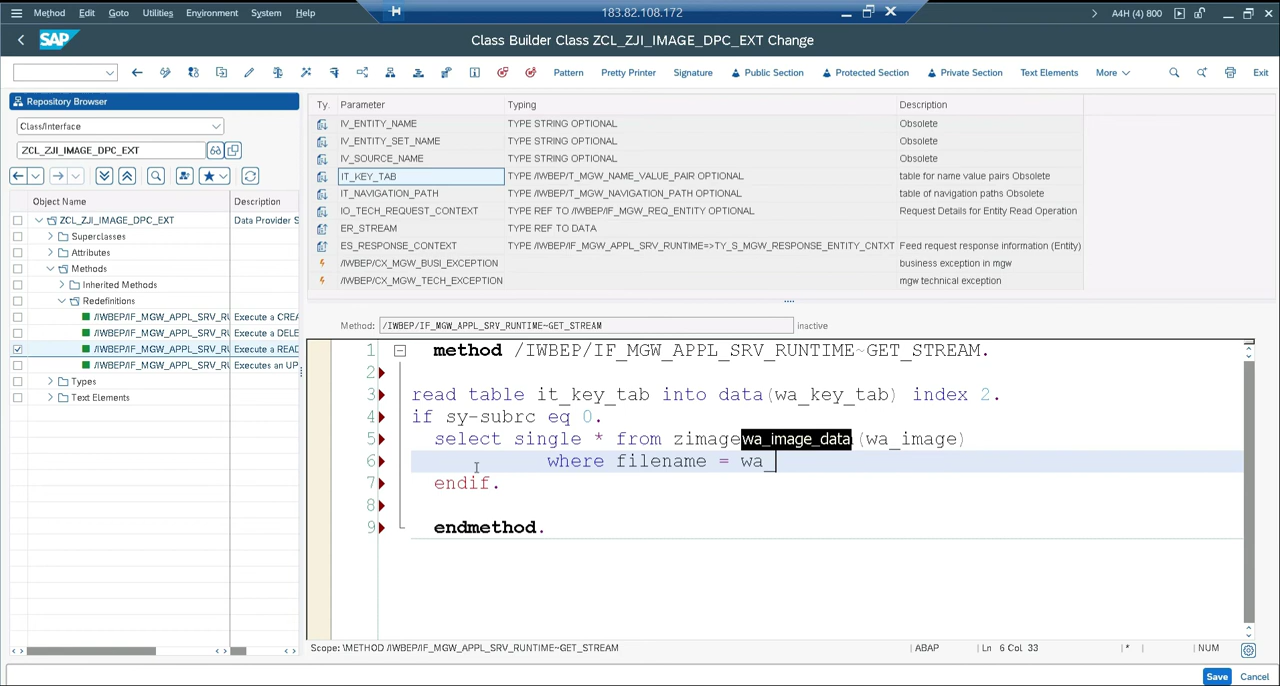 Method Edit Goto Utilities Environment System Help
183.82.108.172
A4H (4) 800
SAP
Class Builder Class ZCL_ZJI_IMAGE_DPC_EXT Change
Pattern Pretty Printer Signature Public Section Protected Section Private Section Text Elements More Exit
Repository Browser
Class/Interface
ZCL_ZJI_IMAGE_DPC_EXT
Object Name Description
ZCL_ZJI_IMAGE_DPC_EXT Data Provider S
Superclasses
Attributes
Methods
Inherited Methods
Redefinitions
/IWBEP/IF_MGW_APPL_SRV_RU Execute a CREA
/IWBEP/IF_MGW_APPL_SRV_RU Execute a DELE
/IWBEP/IF_MGW_APPL_SRV_RU Execute a READ
/IWBEP/IF_MGW_APPL_SRV_RU Executes an UP
Types
Text Elements
Ty. Parameter Typing Description
IV_ENTITY_NAME TYPE STRING OPTIONAL Obsolete
IV_ENTITY_SET_NAME TYPE STRING OPTIONAL Obsolete
IV_SOURCE_NAME TYPE STRING OPTIONAL Obsolete
IT_KEY_TAB TYPE /IWBEP/T_MGW_NAME_VALUE_PAIR OPTIONAL table for name value pairs Obsolete
IT_NAVIGATION_PATH TYPE /IWBEP/T_MGW_NAVIGATION_PATH OPTIONAL table of navigation paths Obsolete
IO_TECH_REQUEST_CONTEXT TYPE REF TO /IWBEP/IF_MGW_REQ_ENTITY OPTIONAL Request Details for Entity Read Operation
ER_STREAM TYPE REF TO DATA
ES_RESPONSE_CONTEXT TYPE /IWBEP/IF_MGW_APPL_SRV_RUNTIME=>TY_S_MGW_RESPONSE_ENTITY_CNTXT Feed request response information (Entity)
/IWBEP/CX_MGW_BUSI_EXCEPTION business exception in mgw
/IWBEP/CX_MGW_TECH_EXCEPTION mgw technical exception
Method: /IWBEP/IF_MGW_APPL_SRV_RUNTIME~GET_STREAM inactive
1 method /IWBEP/IF_MGW_APPL_SRV_RUNTIME~GET_STREAM.
2
3 read table it_key_tab into data(wa_key_tab) index 2.
4 if sy-subrc eq 0.
5 select single * from zimage wa_image_data (wa_image)
6 where filename = wa_
7 endif.
8
9 endmethod.
Scope: \METHOD /IWBEP/IF_MGW_APPL_SRV_RUNTIME~GET_STREAM ABAP Ln 6 Col 33 * NUM
Save Cancel